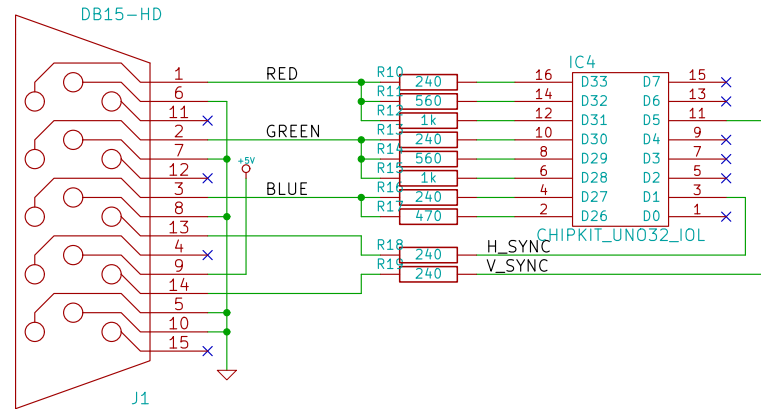 DB15-HD
1 RED R10 240 16 D33 D7 15
IC4
6 R11 560 14 D32 D6 13
11 R12 1k 12 D31 D5 11
2 GREEN R13 240 10 D30 D4 9
7 R14 560 8 D29 D3 7
+5V
12 R15 1k 6 D28 D2 5
3 BLUE R16 240 4 D27 D1 3
8 R17 470 2 D26 D0 1
13
CHIPKIT_UNO32_IOL
4 R18 240 H_SYNC
9 R19 240 V_SYNC
14
5
10
15
J1